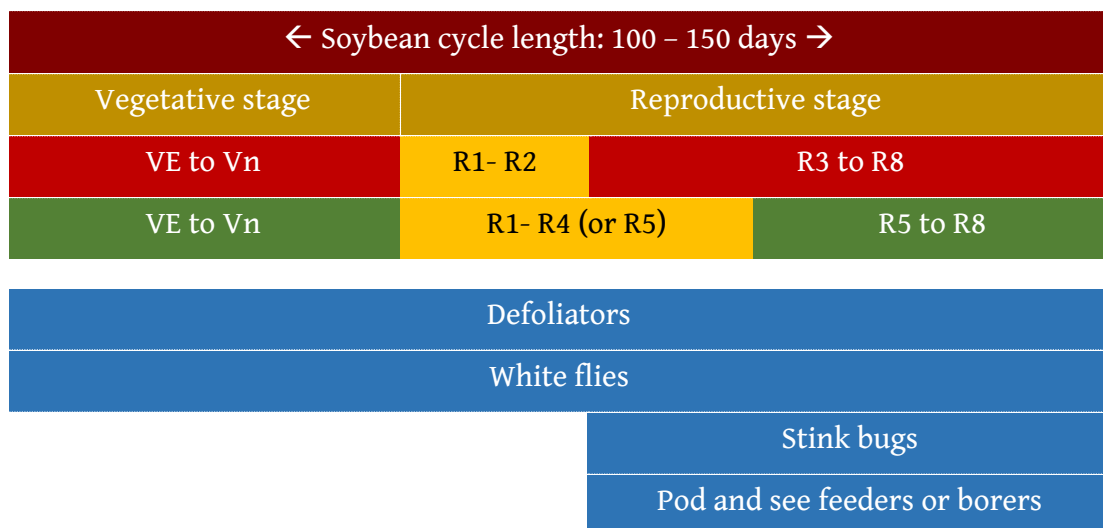 ← Soybean cycle length: 100 – 150 days →
Vegetative stage Reproductive stage
VE to Vn R1- R2 R3 to R8
VE to Vn R1- R4 (or R5) R5 to R8
Defoliators
White flies
Stink bugs
Pod and see feeders or borers